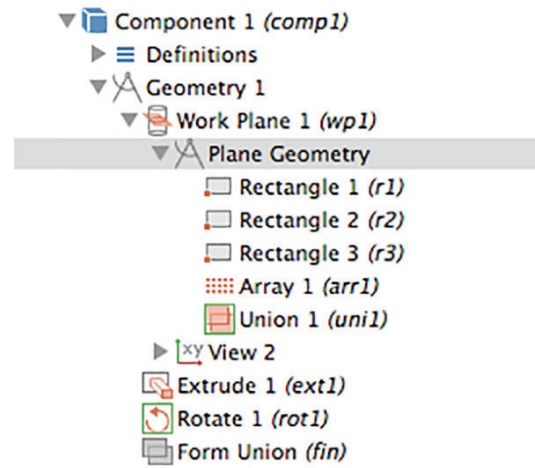 Component 1 (comp1)
Definitions
Geometry 1
Work Plane 1 (wp1)
Plane Geometry
Rectangle 1 (r1)
Rectangle 2 (r2)
Rectangle 3 (r3)
Array 1 (arr1)
Union 1 (uni1)
xy View 2
Extrude 1 (ext1)
Rotate 1 (rot1)
Form Union (fin)